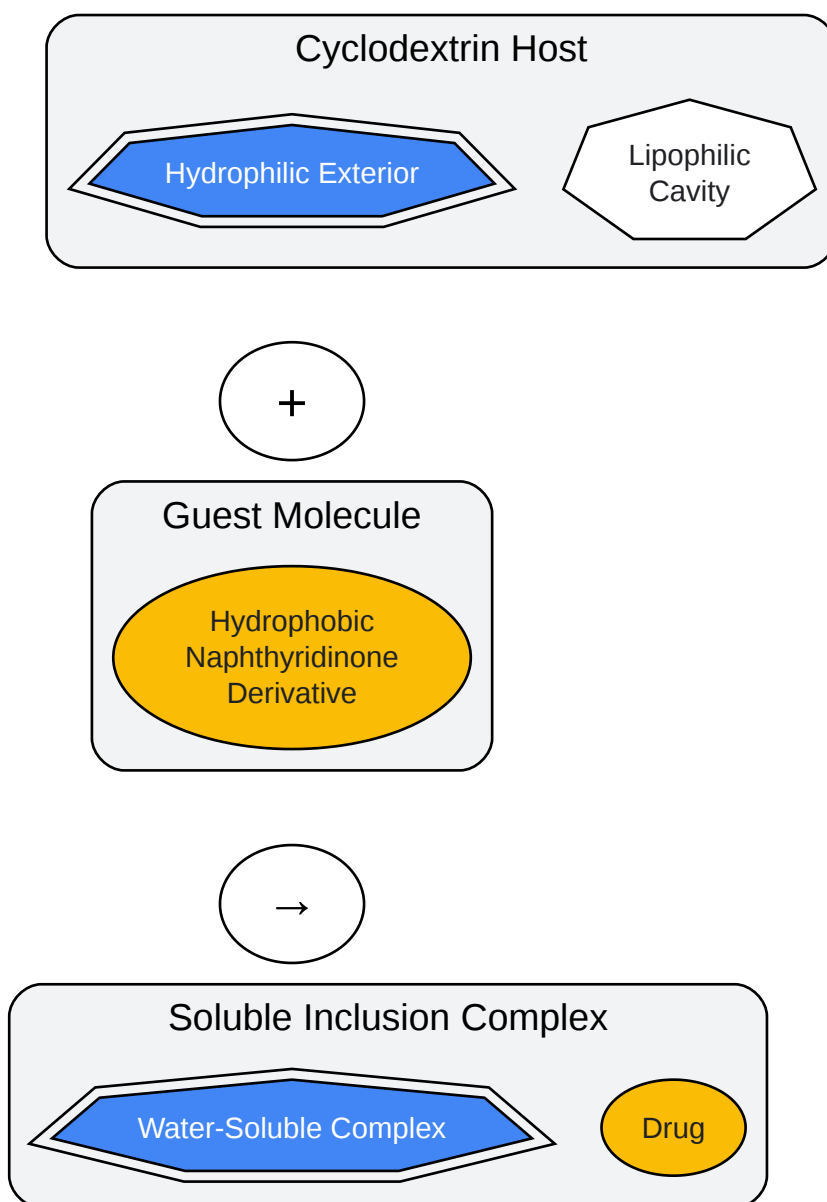 Cyclodextrin Host
Hydrophilic Exterior
Lipophilic
Cavity
+
Guest Molecule
Hydrophobic
Naphthyridinone
Derivative
→
Soluble Inclusion Complex
Water-Soluble Complex
Drug